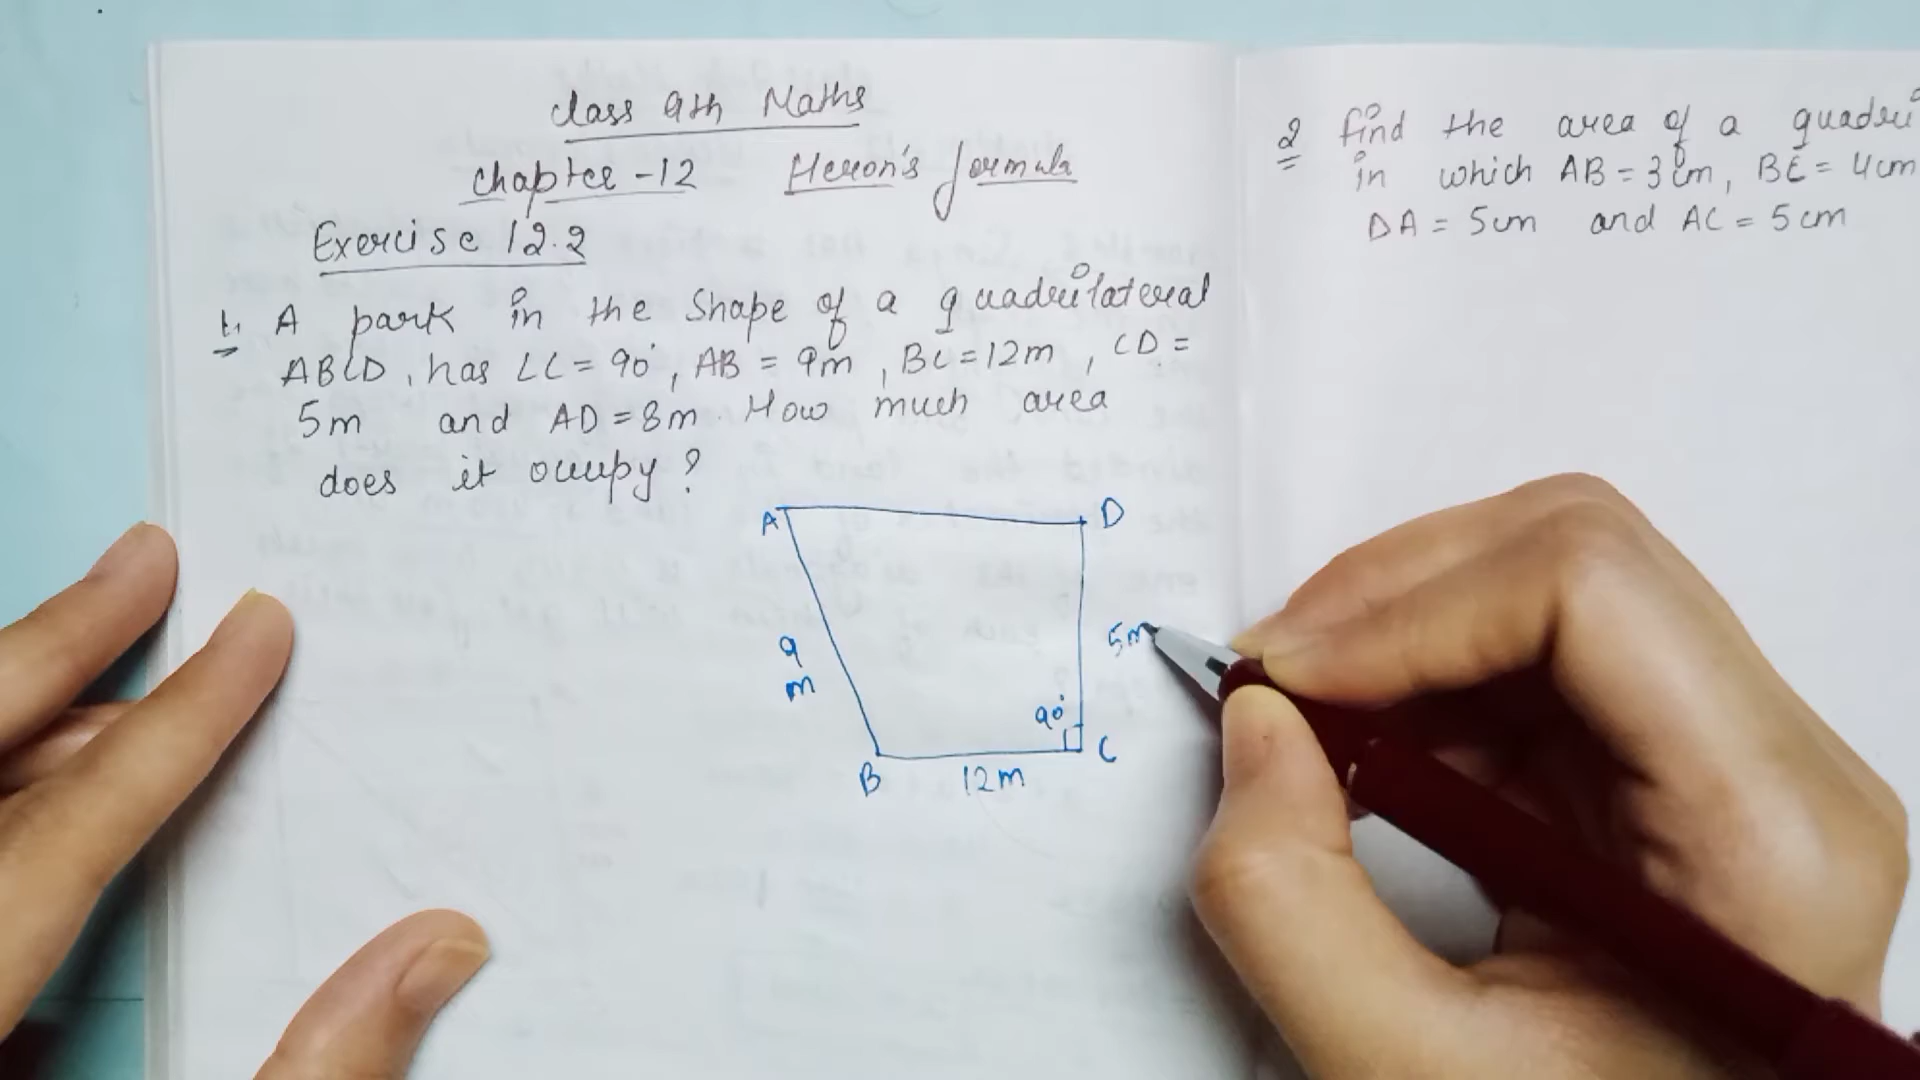 Class 9th Maths
Chapter-12 Heron's formula
Exercise 12.2
1. A park in the shape of a quadrilateral
ABCD, has ∠C = 90°, AB = 9m, BC = 12m, CD =
5m and AD = 8m. How much area
does it occupy?
A
D
9
m
5m
90°
B
12m
C
2 find the area of a
in which AB = 3cm, BC = 4cm
DA = 5cm and AC = 5cm